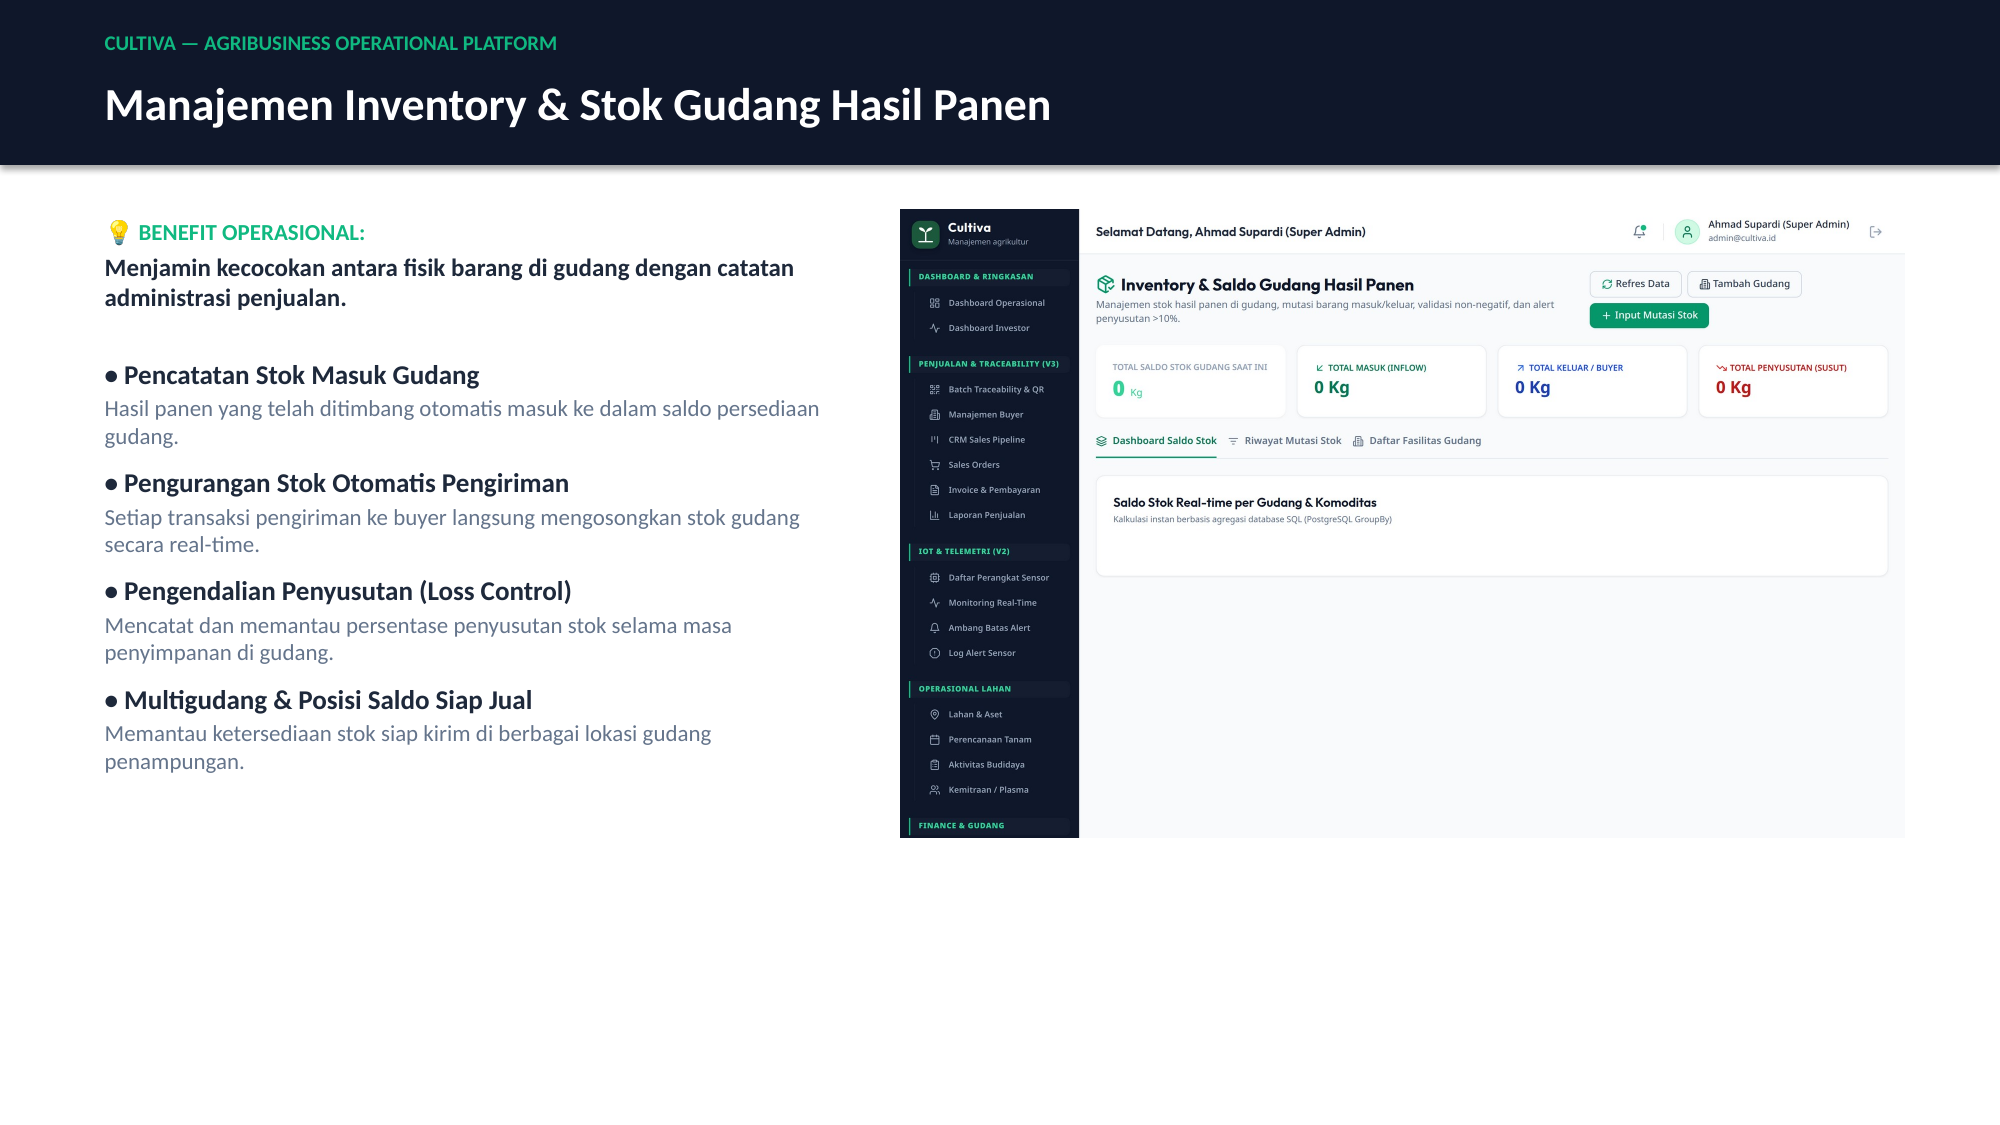 CULTIVA — AGRIBUSINESS OPERATIONAL PLATFORM
Manajemen Inventory & Stok Gudang Hasil Panen
💡 BENEFIT OPERASIONAL:
Menjamin kecocokan antara fisik barang di gudang dengan catatan
administrasi penjualan.
● Pencatatan Stok Masuk Gudang
Hasil panen yang telah ditimbang otomatis masuk ke dalam saldo persediaan
gudang.
● Pengurangan Stok Otomatis Pengiriman
Setiap transaksi pengiriman ke buyer langsung mengosongkan stok gudang
secara real-time.
● Pengendalian Penyusutan (Loss Control)
Mencatat dan memantau persentase penyusutan stok selama masa
penyimpanan di gudang.
● Multigudang & Posisi Saldo Siap Jual
Memantau ketersediaan stok siap kirim di berbagai lokasi gudang
penampungan.
Cultiva
Manajemen agrikultur
DASHBOARD & RINGKASAN
Dashboard Operasional
Dashboard Investor
PENJUALAN & TRACEABILITY (V3)
Batch Traceability & QR
Manajemen Buyer
CRM Sales Pipeline
Sales Orders
Invoice & Pembayaran
Laporan Penjualan
IOT & TELEMETRI (V2)
Daftar Perangkat Sensor
Monitoring Real-Time
Ambang Batas Alert
Log Alert Sensor
OPERASIONAL LAHAN
Lahan & Aset
Perencanaan Tanam
Aktivitas Budidaya
Kemitraan / Plasma
FINANCE & GUDANG
Selamat Datang, Ahmad Supardi (Super Admin)
Ahmad Supardi (Super Admin)
admin@cultiva.id
Inventory & Saldo Gudang Hasil Panen
Manajemen stok hasil panen di gudang, mutasi barang masuk/keluar, validasi non-negatif, dan alert
penyusutan >10%.
Refres Data
Tambah Gudang
+ Input Mutasi Stok
TOTAL SALDO STOK GUDANG SAAT INI
0 Kg
TOTAL MASUK (INFLOW)
0 Kg
TOTAL KELUAR / BUYER
0 Kg
TOTAL PENYUSUTAN (SUSUT)
0 Kg
Dashboard Saldo Stok
Riwayat Mutasi Stok
Daftar Fasilitas Gudang
Saldo Stok Real-time per Gudang & Komoditas
Kalkulasi instan berbasis agregasi database SQL (PostgreSQL GroupBy)